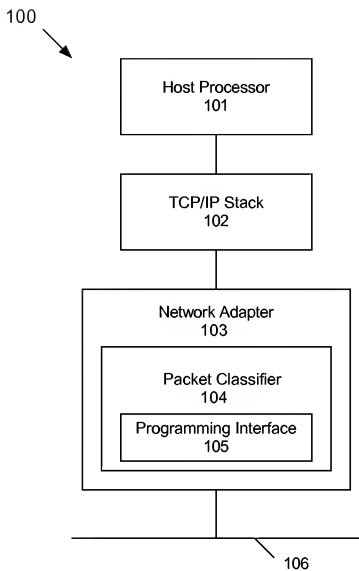 100
Host Processor
101
TCP/IP Stack
102
Network Adapter
103
Packet Classifier
104
Programming Interface
105
106